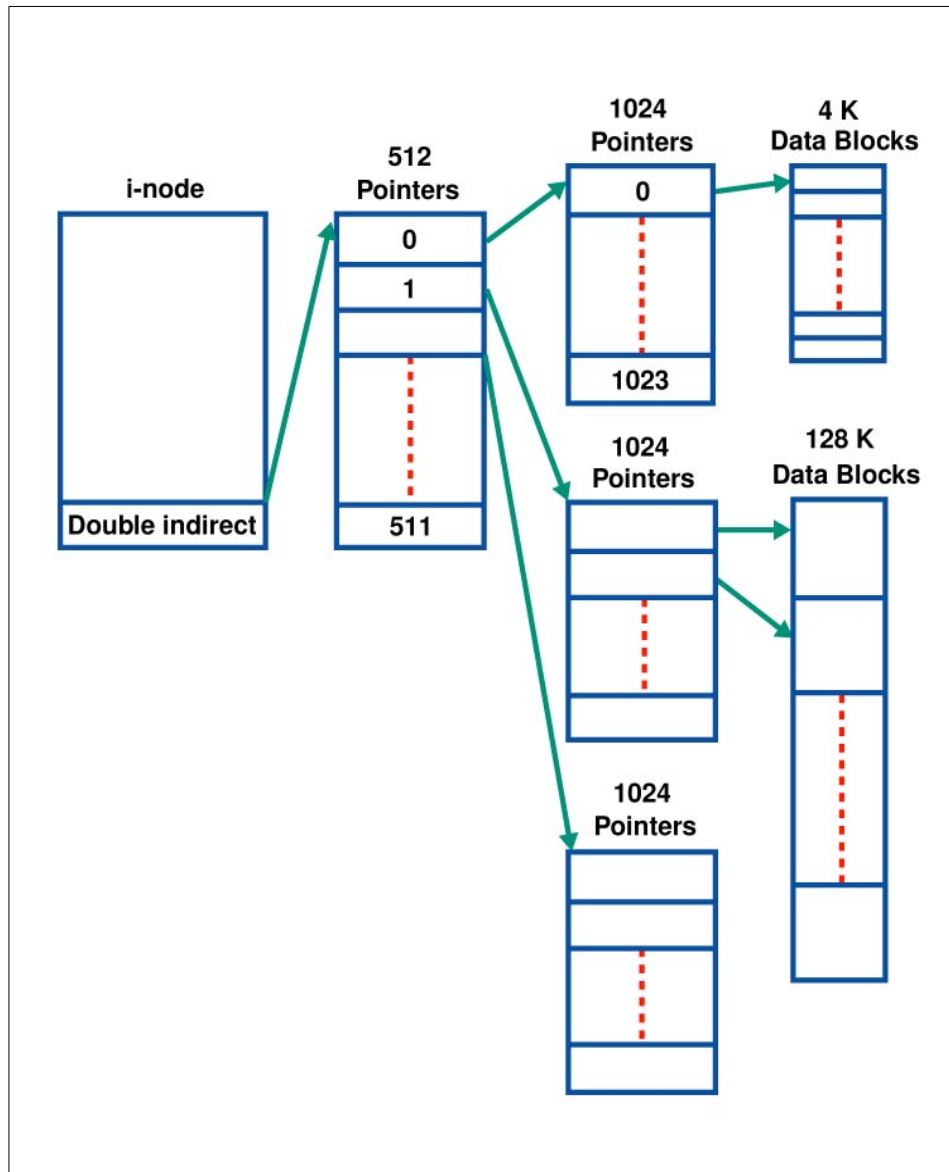 i-node
Double indirect
512
Pointers
0
1
511
1024
Pointers
0
1023
4 K
Data Blocks
1024
Pointers
128 K
Data Blocks
1024
Pointers